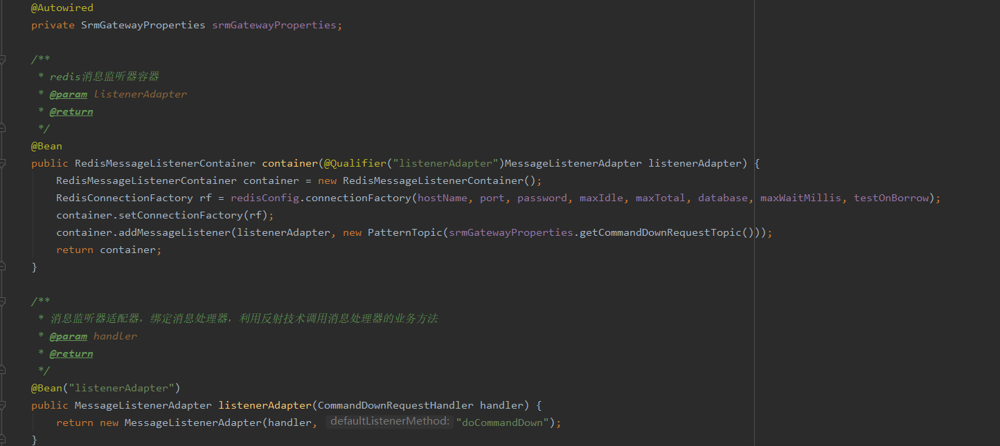 @Autowired
private SrmGatewayProperties srmGatewayProperties;
/**
 * redis消息监听器容器
 * @param listenerAdapter
 * @return
 */
@Bean
public RedisMessageListenerContainer container(@Qualifier("listenerAdapter")MessageListenerAdapter listenerAdapter) {
    RedisMessageListenerContainer container = new RedisMessageListenerContainer();
    RedisConnectionFactory rf = redisConfig.connectionFactory(hostName, port, password, maxIdle, maxTotal, database, maxWaitMillis, testOnBorrow);
    container.setConnectionFactory(rf);
    container.addMessageListener(listenerAdapter, new PatternTopic(srmGatewayProperties.getCommandDownRequestTopic()));
    return container;
}
/**
 * 消息监听器适配器，绑定消息处理器，利用反射技术调用消息处理器的业务方法
 * @param handler
 * @return
 */
@Bean("listenerAdapter")
public MessageListenerAdapter listenerAdapter(CommandDownRequestHandler handler) {
    return new MessageListenerAdapter(handler, defaultListenerMethod: "doCommandDown");
}